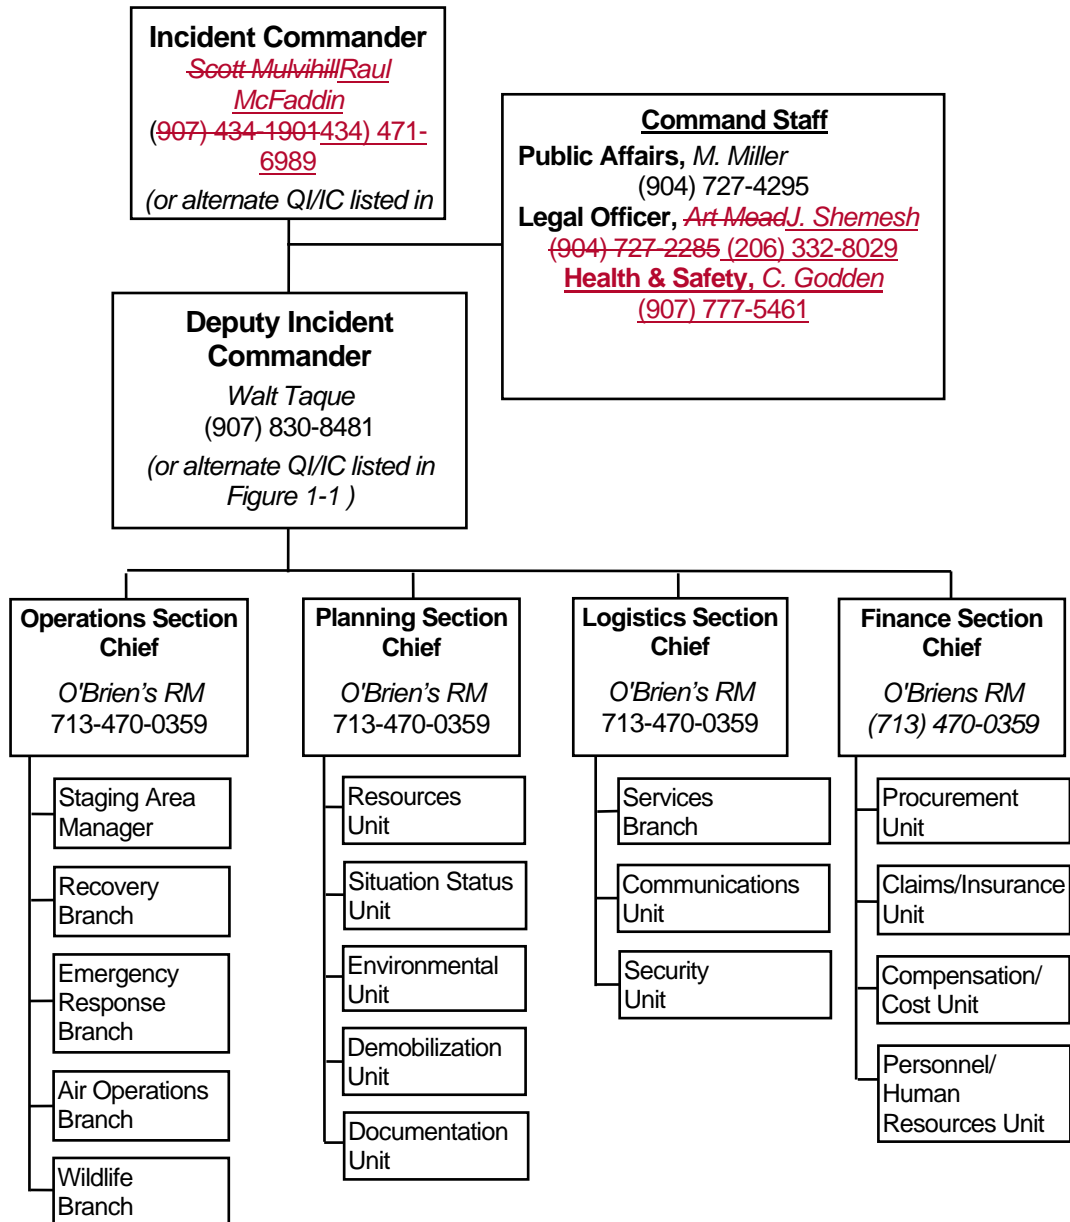 Incident Commander
Scott MulvihillRaul
McFaddin
(907) 434-1901434) 471-
6989
(or alternate QI/IC listed in
Command Staff
Public Affairs, M. Miller
(904) 727-4295
Legal Officer, Art MeadJ. Shemesh
(904) 727-2285 (206) 332-8029
Health & Safety, C. Godden
(907) 777-5461
Deputy Incident
Commander
Walt Taque
(907) 830-8481
(or alternate QI/IC listed in
Figure 1-1 )
Operations Section
Chief
O'Brien's RM
713-470-0359
Staging Area
Manager
Recovery
Branch
Emergency
Response
Branch
Air Operations
Branch
Wildlife
Branch
Planning Section
Chief
O'Brien's RM
713-470-0359
Resources
Unit
Situation Status
Unit
Environmental
Unit
Demobilization
Unit
Documentation
Unit
Logistics Section
Chief
O'Brien's RM
713-470-0359
Services
Branch
Communications
Unit
Security
Unit
Finance Section
Chief
O'Briens RM
(713) 470-0359
Procurement
Unit
Claims/Insurance
Unit
Compensation/
Cost Unit
Personnel/
Human
Resources Unit